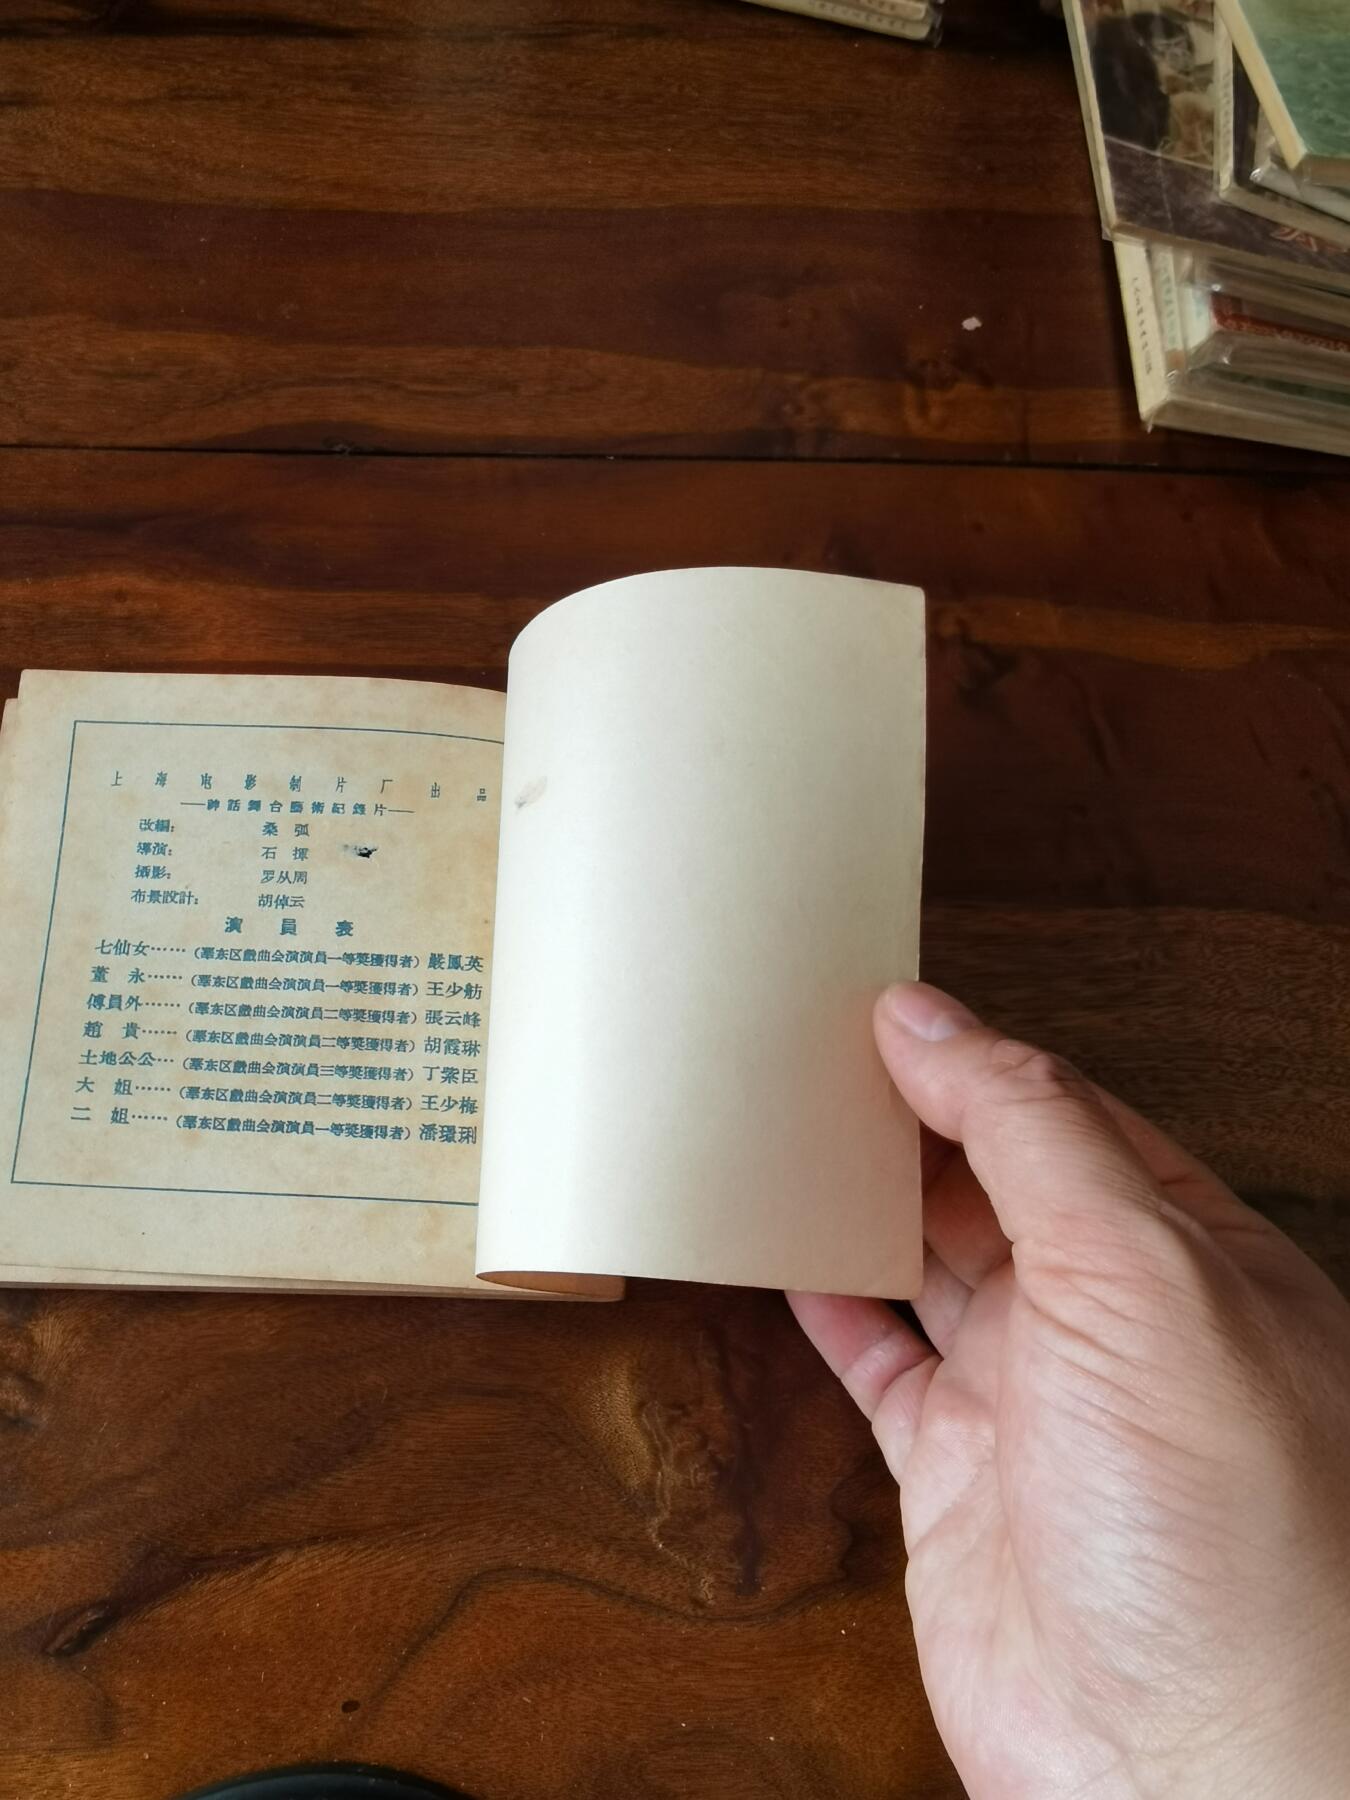 上海电影制片厂出品
——神話舞台藝術紀錄片——
改編：　桑　弧
導演：　石　揮
攝影：　罗从周
布景設計：　胡倬云
演員表
七仙女……（華东区戲曲会演演員一等奬獲得者）嚴鳳英
董　永……（華东区戲曲会演演員一等奬獲得者）王少舫
傅員外……（華东区戲曲会演演員二等奬獲得者）張云峰
趙　貴……（華东区戲曲会演演員二等奬獲得者）胡霞琳
土地公公…（華东区戲曲会演演員三等奬獲得者）丁紫臣
大　姐……（華东区戲曲会演演員二等奬獲得者）王少梅
二　姐……（華东区戲曲会演演員一等奬獲得者）潘璟琍